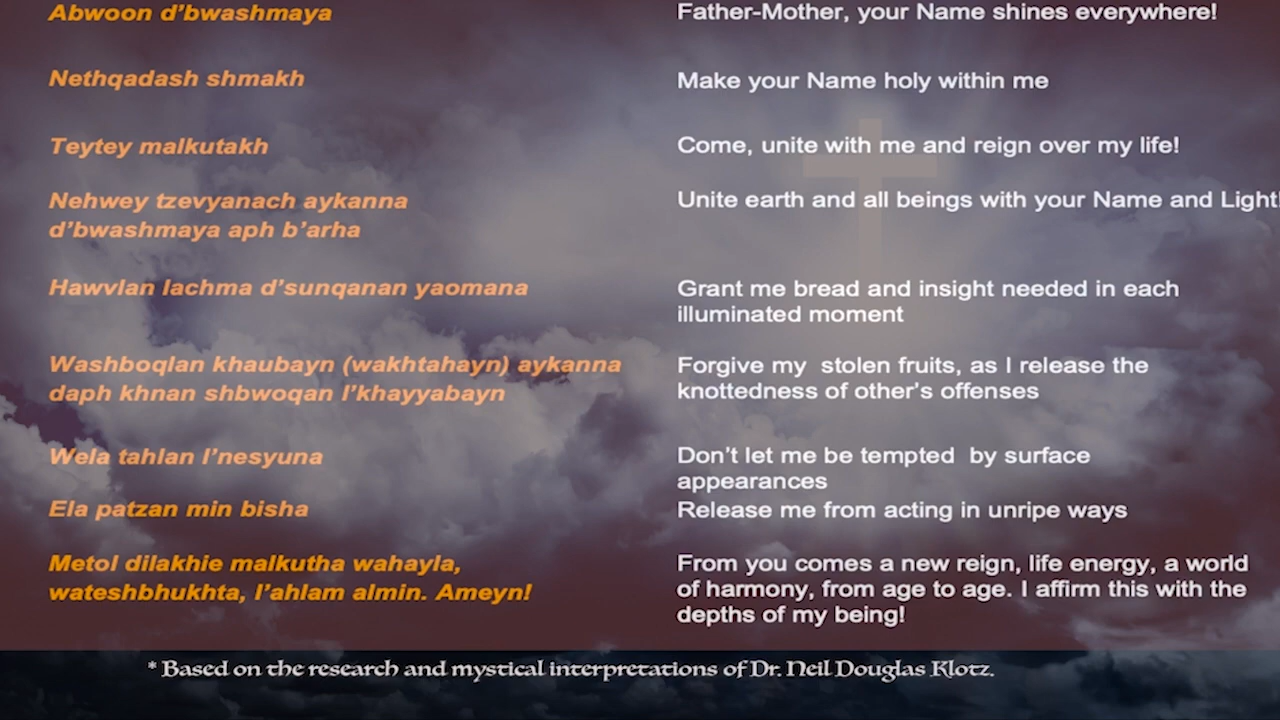 Abwoon d’bwashmaya
Father-Mother, your Name shines everywhere!
Nethqadash shmakh
Make your Name holy within me
Teytey malkutakh
Come, unite with me and reign over my life!
Nehwey tzevyanach aykanna
d’bwashmaya aph b’arha
Unite earth and all beings with your Name and Light!
Hawvlan lachma d’sunqanan yaomana
Grant me bread and insight needed in each
illuminated moment
Washboqlan khaubayn (wakhtahayn) aykanna
daph khnan shbwoqan l’khayyabayn
Forgive my  stolen fruits, as I release the
knottedness of other's offenses
Wela tahlan l’nesyuna
Don’t let me be tempted  by surface
appearances
Ela patzan min bisha
Release me from acting in unripe ways
Metol dilakhie malkutha wahayla,
wateshbhukhta, l’ahlam almin. Ameyn!
From you comes a new reign, life energy, a world
of harmony, from age to age. I affirm this with the
depths of my being!
* Based on the research and mystical interpretations of Dr. Neil Douglas Klotz.